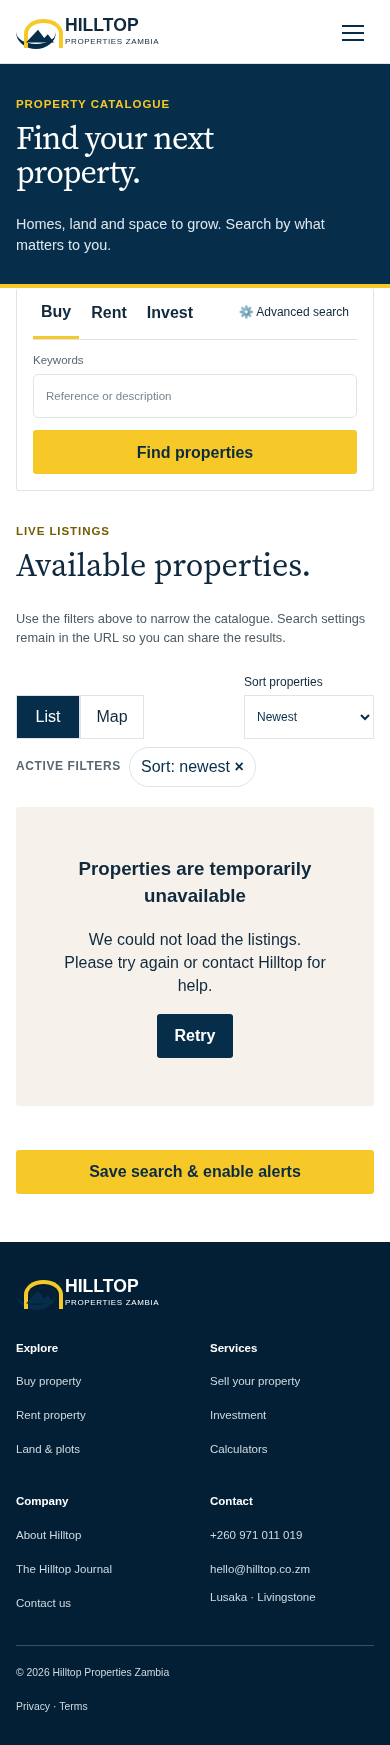 HILLTOP
PROPERTIES ZAMBIA
PROPERTY CATALOGUE
Find your next
property.
Homes, land and space to grow. Search by what
matters to you.
Buy Rent Invest ⚙️ Advanced search
Keywords
Reference or description
Find properties
LIVE LISTINGS
Available properties.
Use the filters above to narrow the catalogue. Search settings
remain in the URL so you can share the results.
Sort properties
List Map Newest
ACTIVE FILTERS Sort: newest ×
Properties are temporarily
unavailable
We could not load the listings.
Please try again or contact Hilltop for
help.
Retry
Save search & enable alerts
HILLTOP
PROPERTIES ZAMBIA
Explore
Buy property
Rent property
Land & plots
Services
Sell your property
Investment
Calculators
Company
About Hilltop
The Hilltop Journal
Contact us
Contact
+260 971 011 019
hello@hilltop.co.zm
Lusaka · Livingstone
© 2026 Hilltop Properties Zambia
Privacy · Terms